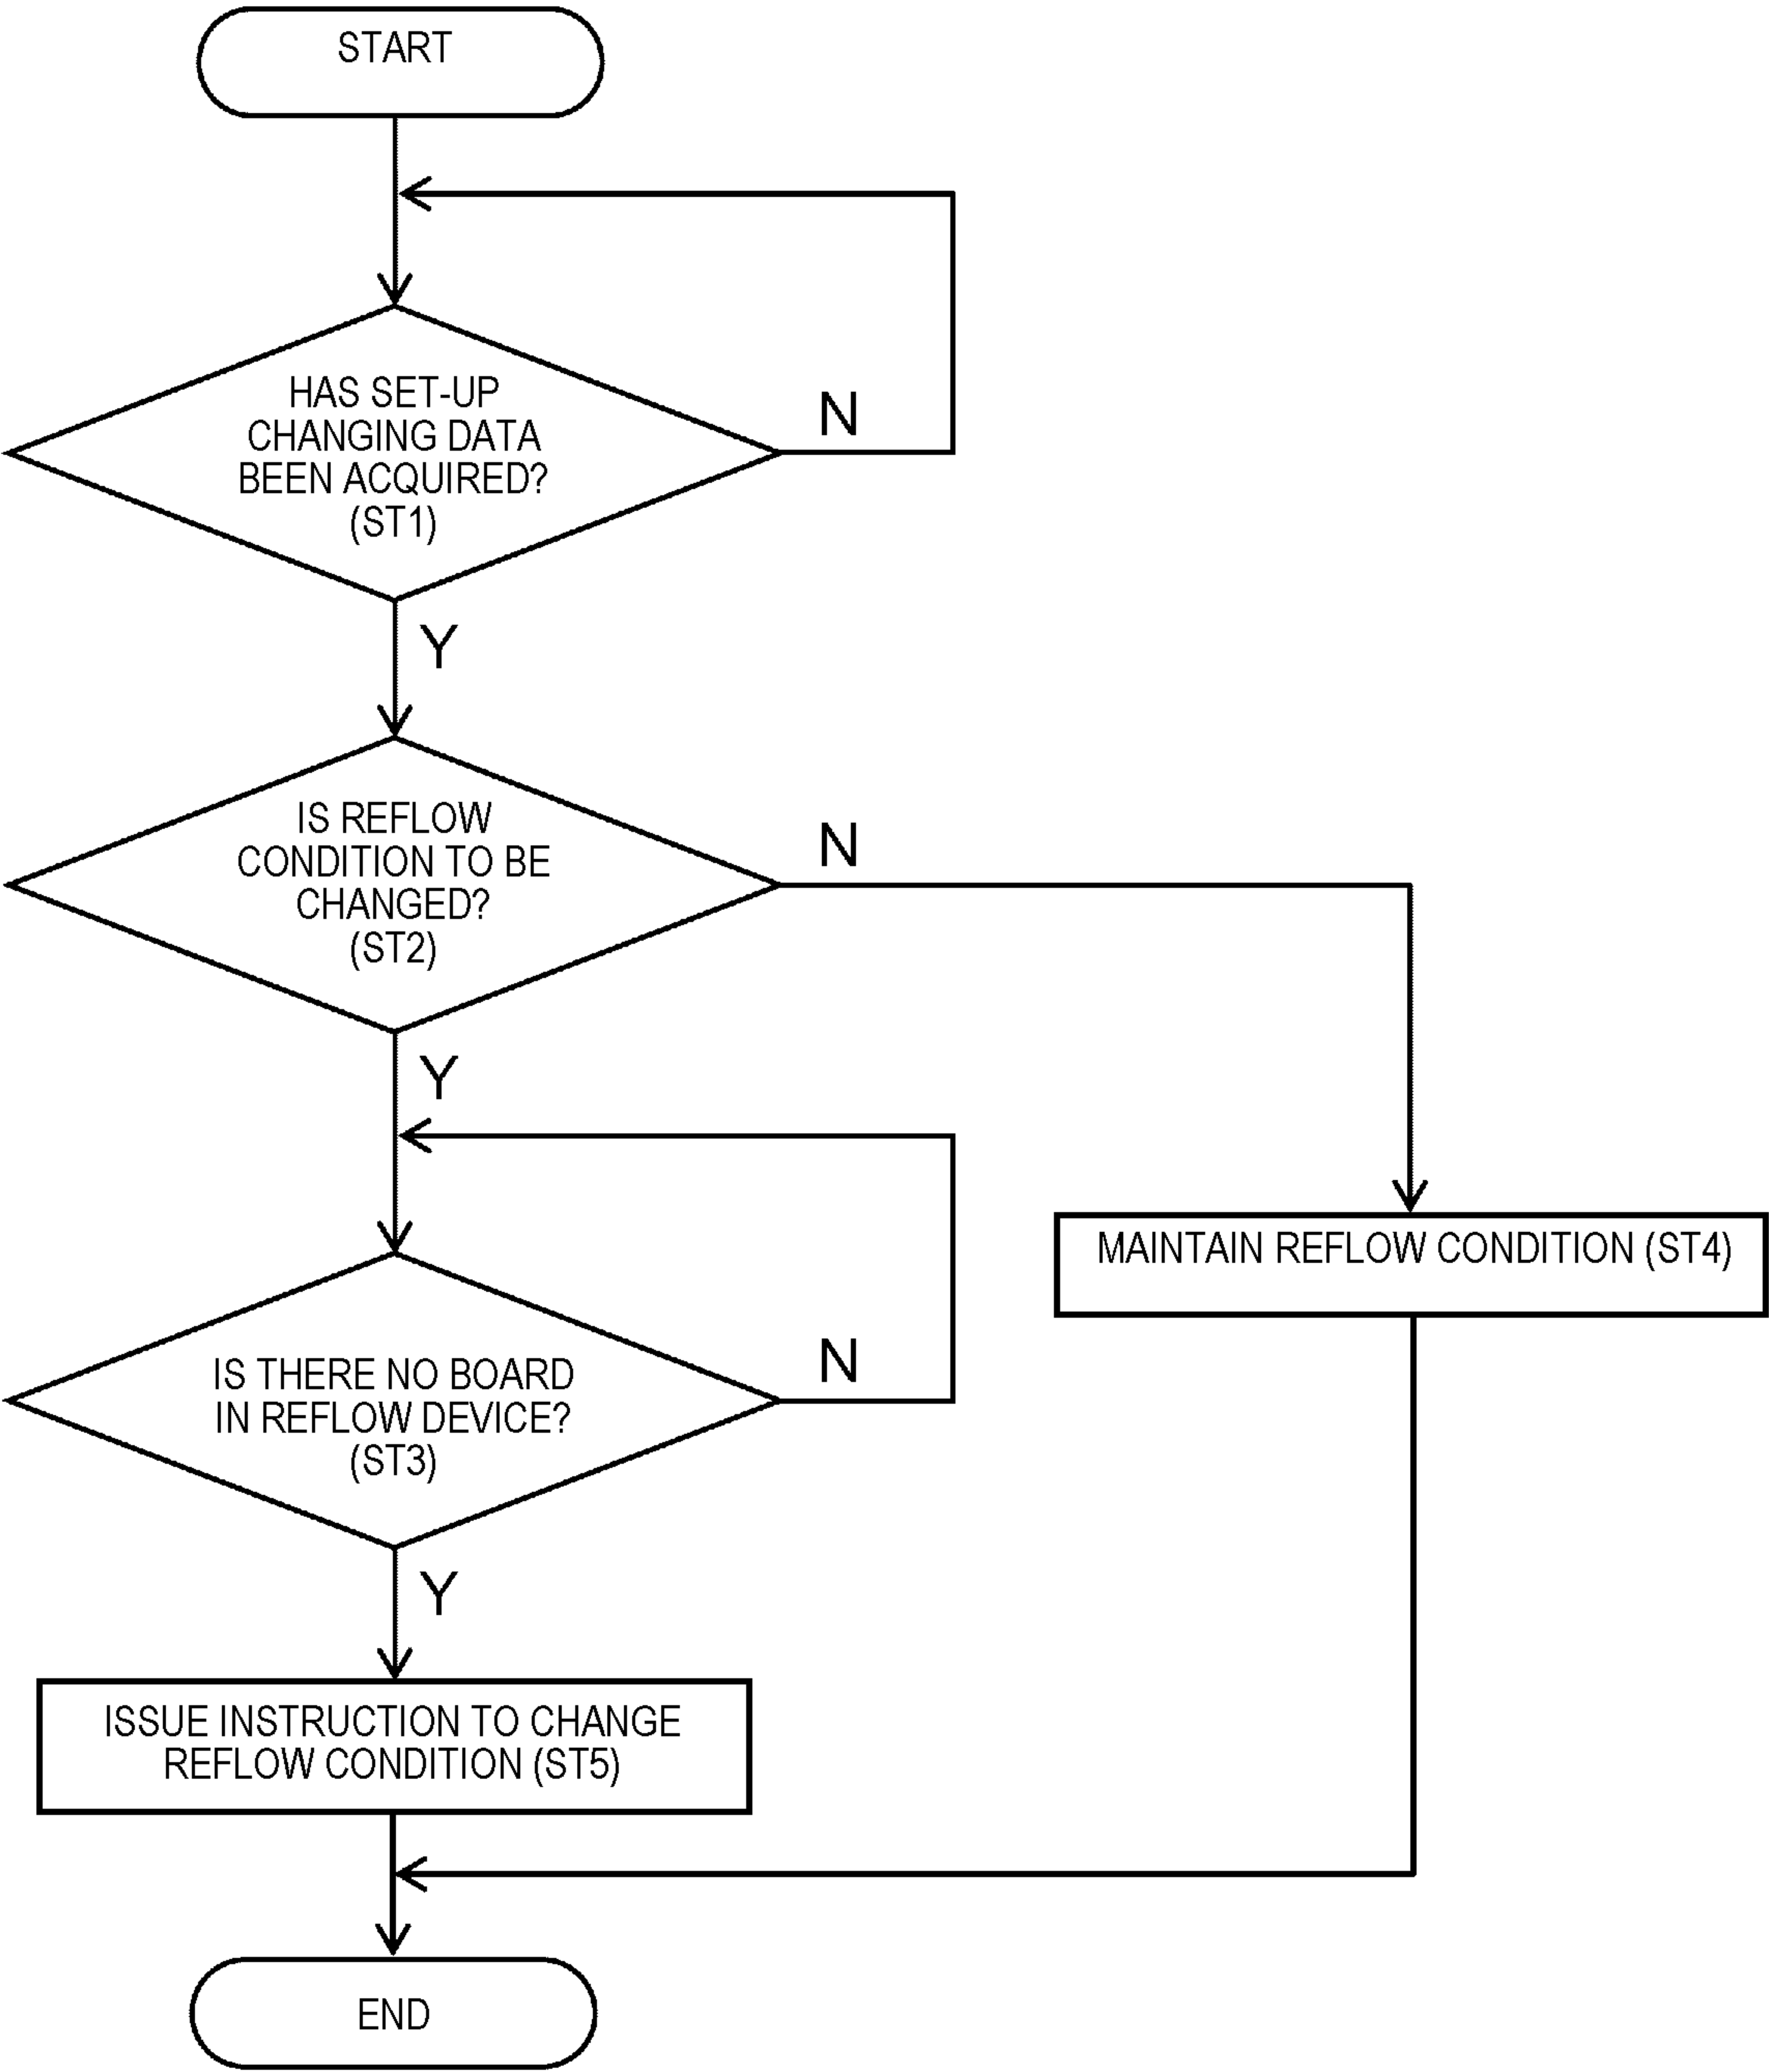 START
HAS SET-UP
CHANGING DATA
BEEN ACQUIRED?
(ST1)
N
Y
IS REFLOW
CONDITION TO BE
CHANGED?
(ST2)
N
Y
MAINTAIN REFLOW CONDITION (ST4)
IS THERE NO BOARD
IN REFLOW DEVICE?
(ST3)
N
Y
ISSUE INSTRUCTION TO CHANGE
REFLOW CONDITION (ST5)
END